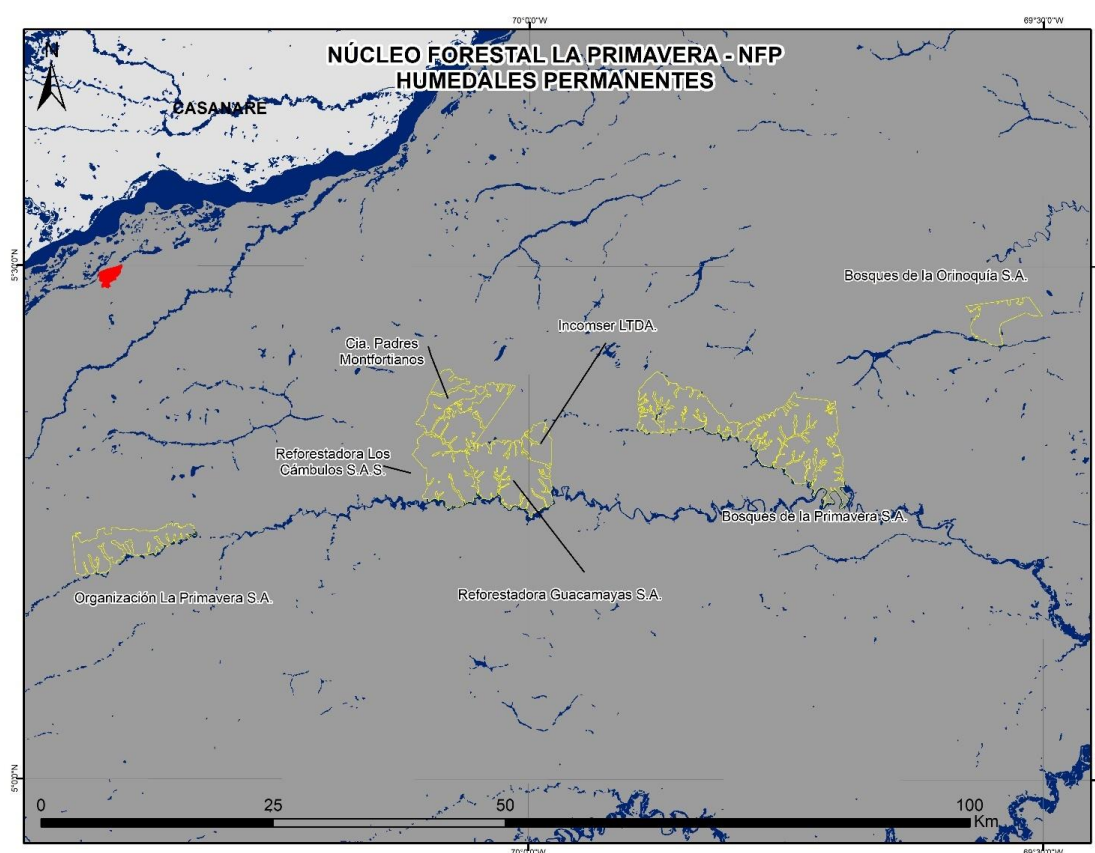 70°0'0"W
69°30'0"W
N
NÚCLEO FORESTAL LA PRIMAVERA - NFP
HUMEDALES PERMANENTES
CASANARE
5°30'0"N
Bosques de la Orinoquía S.A.
Incomser LTDA.
Cia. Padres
Montfortianos
Reforestadora Los
Cámbulos S.A.S.
Bosques de la Primavera S.A.
Organización La Primavera S.A.
Reforestadora Guacamayas S.A.
5°0'0"N
0
25
50
100
Km
70°0'0"W
69°30'0"W